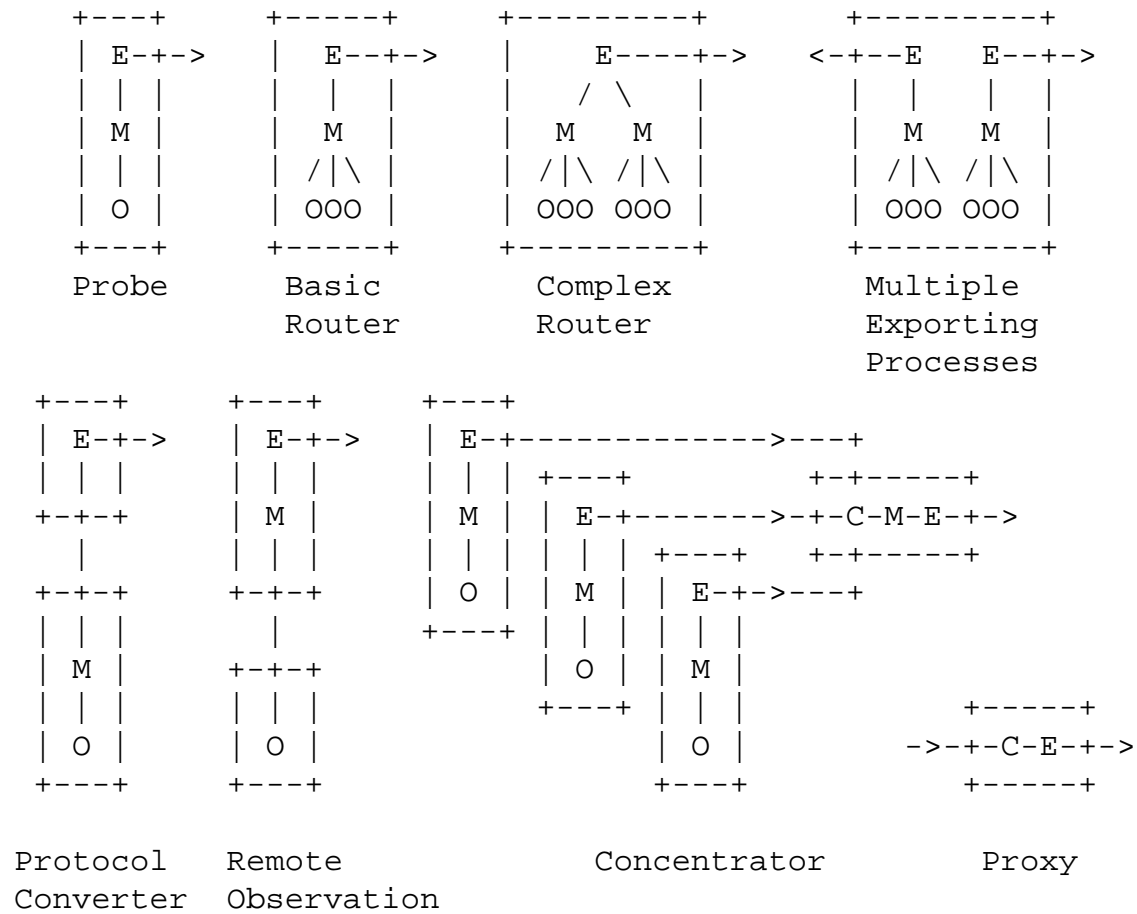 +---+     +-----+     +---------+       +---------+
| E-+->   |  E--+->   |    E----+->   <-+--E   E--+->
| | |     |  |  |     |   / \   |       |  |   |  |
| M |     |  M  |     |  M   M  |       |  M   M  |
| | |     | /|\ |     | /|\ /|\ |       | /|\ /|\ |
| O |     | OOO |     | OOO OOO |       | OOO OOO |
+---+     +-----+     +---------+       +---------+
Probe      Basic        Complex          Multiple
           Router       Router           Exporting
                                         Processes
+---+     +---+     +---+
| E-+->   | E-+->   | E-+------------->---+
| | |     | | |     | | | +---+         +-+-----+
+-+-+     | M |     | M | | E-+------->-+-C-M-E-+->
  |       | | |     | | | | | | +---+   +-+-----+
+-+-+     +-+-+     | O | | M | | E-+->---+
| | |       |       +---+ | | | | | |
| M |     +-+-+           | O | | M |
| | |     | | |           +---+ | | |           +-----+
| O |     | O |                 | O |        ->-+-C-E-+->
+---+     +---+                 +---+           +-----+
Protocol   Remote             Concentrator       Proxy
Converter  Observation